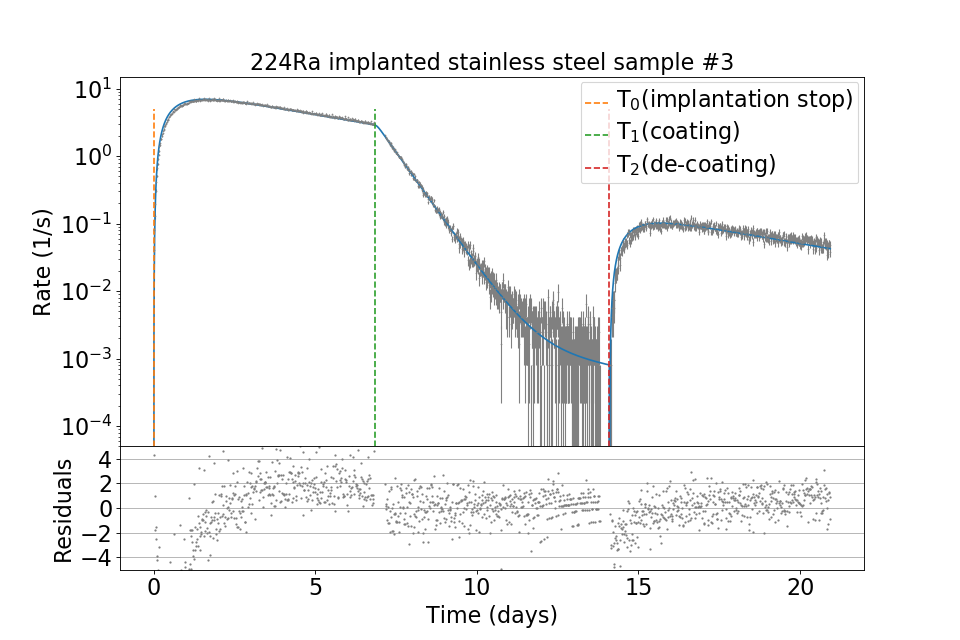 224Ra implanted stainless steel sample #3
T₀(implantation stop)
T₁(coating)
T₂(de-coating)
Rate (1/s)
10¹
10⁰
10⁻¹
10⁻²
10⁻³
10⁻⁴
Residuals
4
2
0
−2
−4
0 5 10 15 20
Time (days)